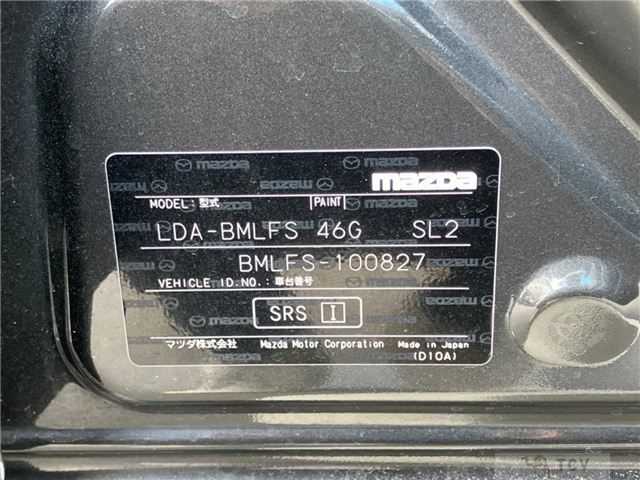 mazda
MODEL:型式 PAINT
LDA-BMLFS 46G SL2
BMLFS-100827
VEHICLE ID.NO.:車台番号
SRS I
マツダ株式会社 Mazda Motor Corporation Made in Japan
(D10A)
TCV